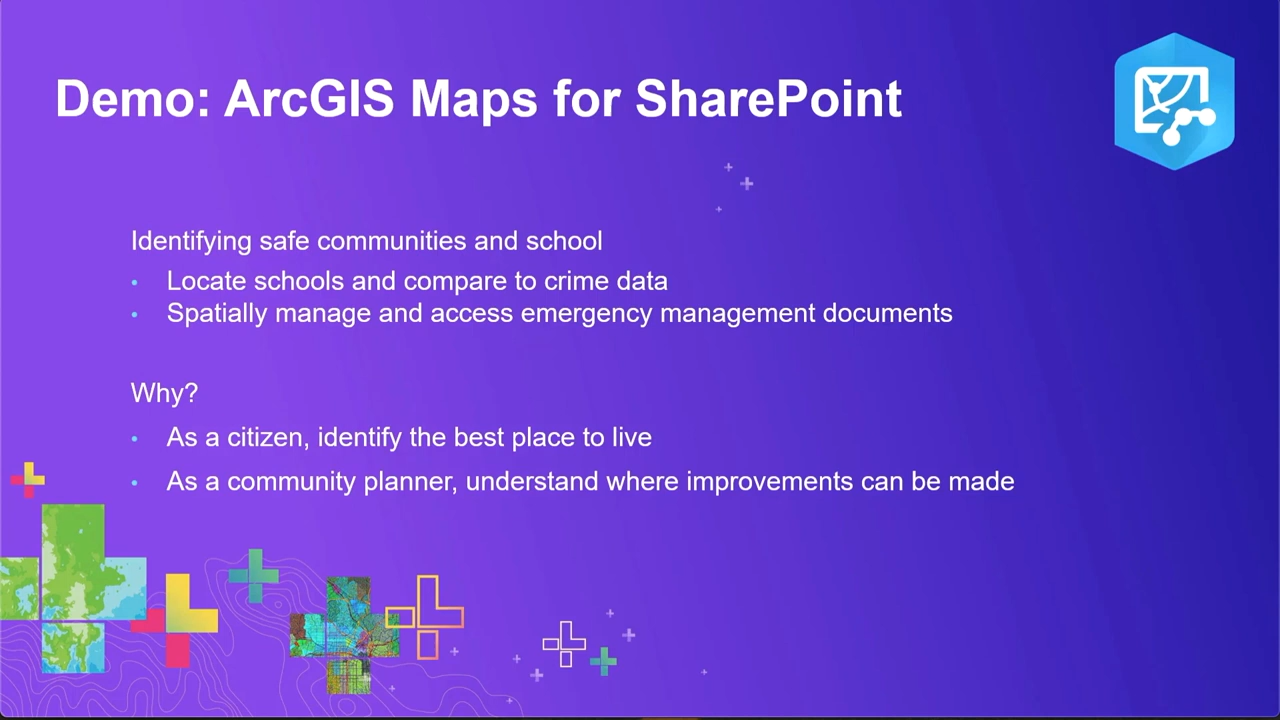 Demo: ArcGIS Maps for SharePoint
Identifying safe communities and school
• Locate schools and compare to crime data
• Spatially manage and access emergency management documents
Why?
• As a citizen, identify the best place to live
• As a community planner, understand where improvements can be made